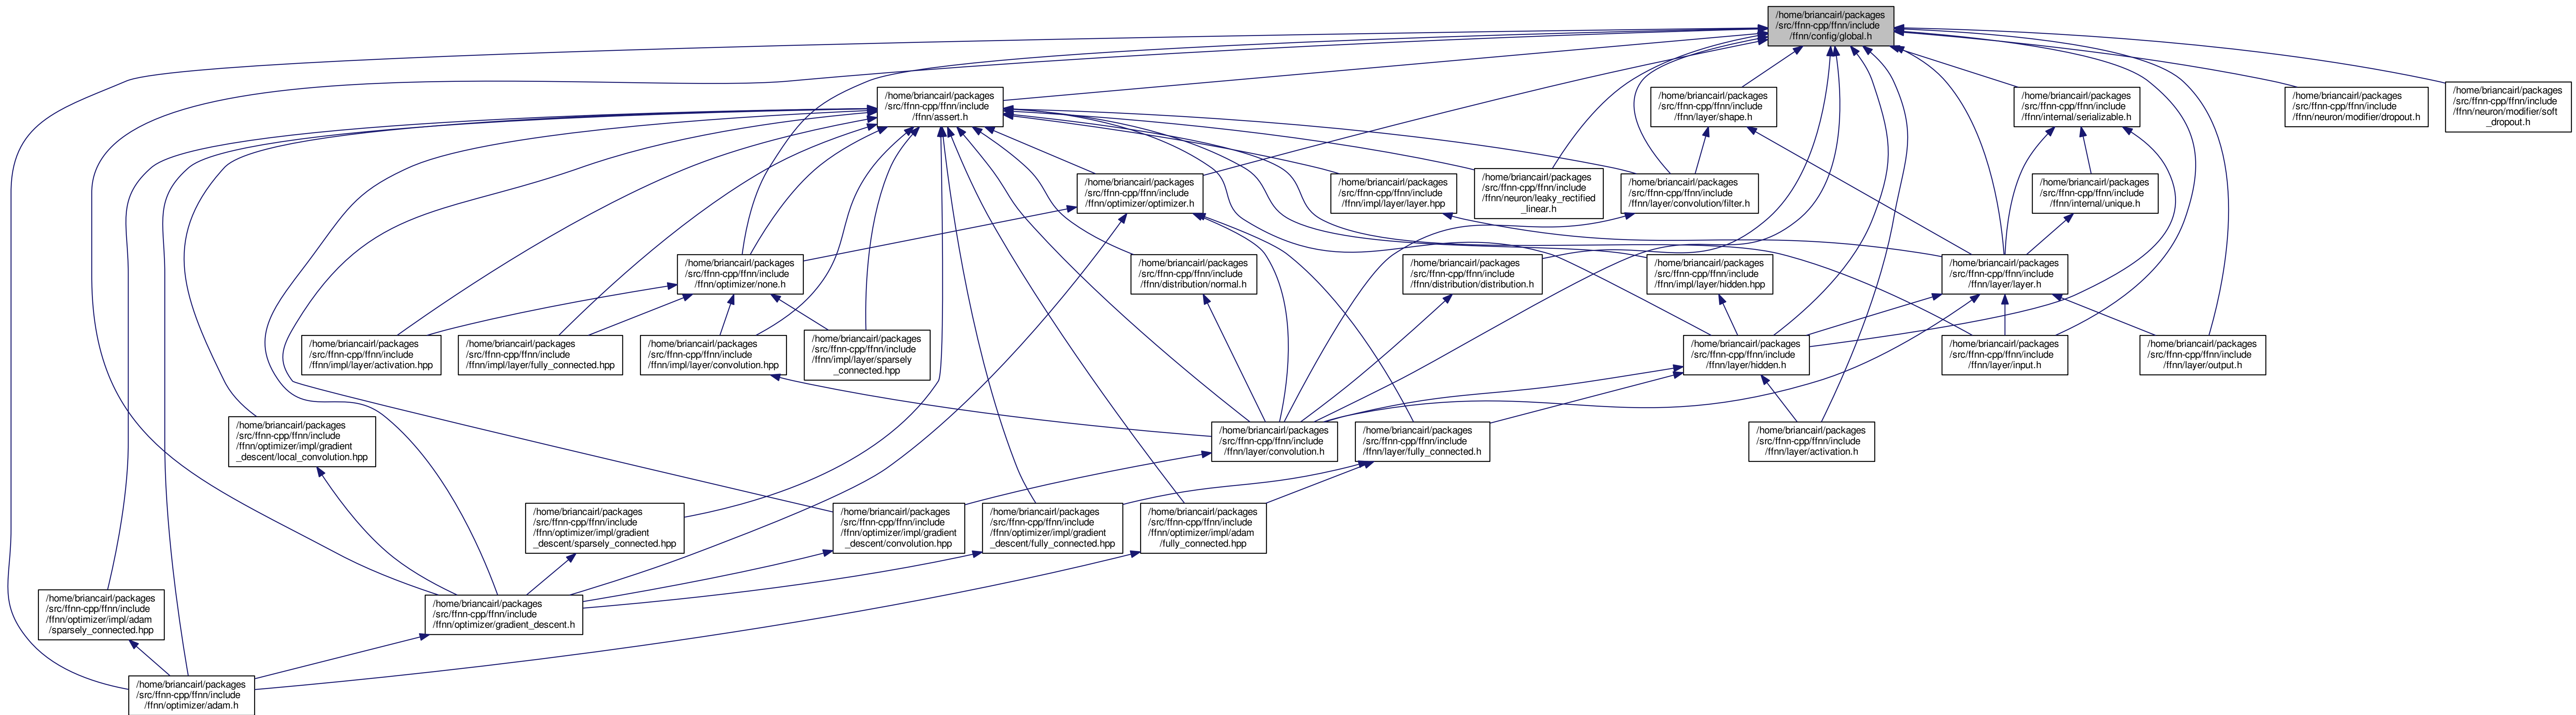 /home/briancairl/packages
/src/ffnn-cpp/ffnn/include
/ffnn/config/global.h
/home/briancairl/packages
/src/ffnn-cpp/ffnn/include
/ffnn/assert.h
/home/briancairl/packages
/src/ffnn-cpp/ffnn/include
/ffnn/layer/shape.h
/home/briancairl/packages
/src/ffnn-cpp/ffnn/include
/ffnn/internal/serializable.h
/home/briancairl/packages
/src/ffnn-cpp/ffnn/include
/ffnn/neuron/modifier/dropout.h
/home/briancairl/packages
/src/ffnn-cpp/ffnn/include
/ffnn/neuron/modifier/soft
_dropout.h
/home/briancairl/packages
/src/ffnn-cpp/ffnn/include
/ffnn/optimizer/optimizer.h
/home/briancairl/packages
/src/ffnn-cpp/ffnn/include
/ffnn/impl/layer/layer.hpp
/home/briancairl/packages
/src/ffnn-cpp/ffnn/include
/ffnn/neuron/leaky_rectified
_linear.h
/home/briancairl/packages
/src/ffnn-cpp/ffnn/include
/ffnn/layer/convolution/filter.h
/home/briancairl/packages
/src/ffnn-cpp/ffnn/include
/ffnn/internal/unique.h
/home/briancairl/packages
/src/ffnn-cpp/ffnn/include
/ffnn/optimizer/none.h
/home/briancairl/packages
/src/ffnn-cpp/ffnn/include
/ffnn/distribution/normal.h
/home/briancairl/packages
/src/ffnn-cpp/ffnn/include
/ffnn/distribution/distribution.h
/home/briancairl/packages
/src/ffnn-cpp/ffnn/include
/ffnn/impl/layer/hidden.hpp
/home/briancairl/packages
/src/ffnn-cpp/ffnn/include
/ffnn/layer/layer.h
/home/briancairl/packages
/src/ffnn-cpp/ffnn/include
/ffnn/impl/layer/activation.hpp
/home/briancairl/packages
/src/ffnn-cpp/ffnn/include
/ffnn/impl/layer/fully_connected.hpp
/home/briancairl/packages
/src/ffnn-cpp/ffnn/include
/ffnn/impl/layer/convolution.hpp
/home/briancairl/packages
/src/ffnn-cpp/ffnn/include
/ffnn/impl/layer/sparsely
_connected.hpp
/home/briancairl/packages
/src/ffnn-cpp/ffnn/include
/ffnn/layer/hidden.h
/home/briancairl/packages
/src/ffnn-cpp/ffnn/include
/ffnn/layer/input.h
/home/briancairl/packages
/src/ffnn-cpp/ffnn/include
/ffnn/layer/output.h
/home/briancairl/packages
/src/ffnn-cpp/ffnn/include
/ffnn/optimizer/impl/gradient
_descent/local_convolution.hpp
/home/briancairl/packages
/src/ffnn-cpp/ffnn/include
/ffnn/layer/convolution.h
/home/briancairl/packages
/src/ffnn-cpp/ffnn/include
/ffnn/layer/fully_connected.h
/home/briancairl/packages
/src/ffnn-cpp/ffnn/include
/ffnn/layer/activation.h
/home/briancairl/packages
/src/ffnn-cpp/ffnn/include
/ffnn/optimizer/impl/gradient
_descent/sparsely_connected.hpp
/home/briancairl/packages
/src/ffnn-cpp/ffnn/include
/ffnn/optimizer/impl/gradient
_descent/convolution.hpp
/home/briancairl/packages
/src/ffnn-cpp/ffnn/include
/ffnn/optimizer/impl/gradient
_descent/fully_connected.hpp
/home/briancairl/packages
/src/ffnn-cpp/ffnn/include
/ffnn/optimizer/impl/adam
/fully_connected.hpp
/home/briancairl/packages
/src/ffnn-cpp/ffnn/include
/ffnn/optimizer/impl/adam
/sparsely_connected.hpp
/home/briancairl/packages
/src/ffnn-cpp/ffnn/include
/ffnn/optimizer/gradient_descent.h
/home/briancairl/packages
/src/ffnn-cpp/ffnn/include
/ffnn/optimizer/adam.h